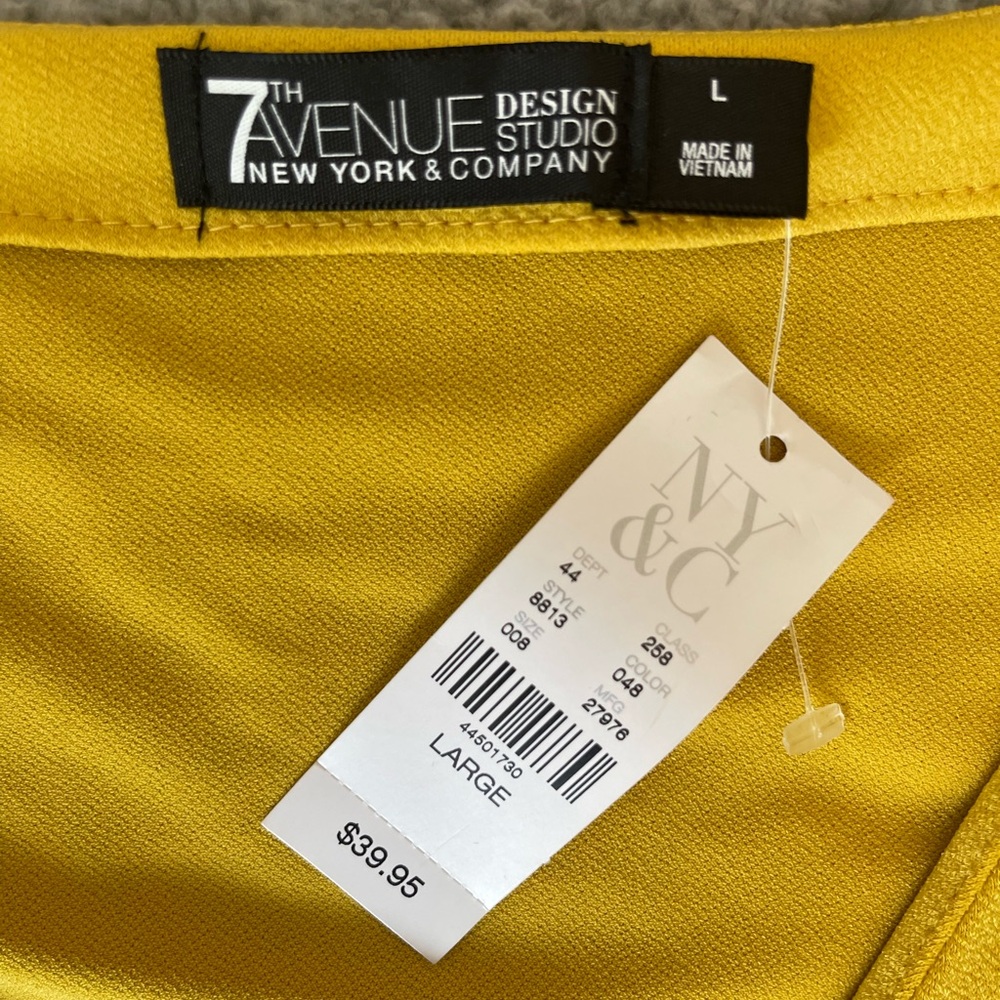 7TH AVENUE DESIGN STUDIO
NEW YORK & COMPANY
L
MADE IN
VIETNAM
NY
&C
DEPT
44
STYLE
8813
SIZE
008
CLASS
258
COLOR
048
MFG
27976
44501730
LARGE
$39.95